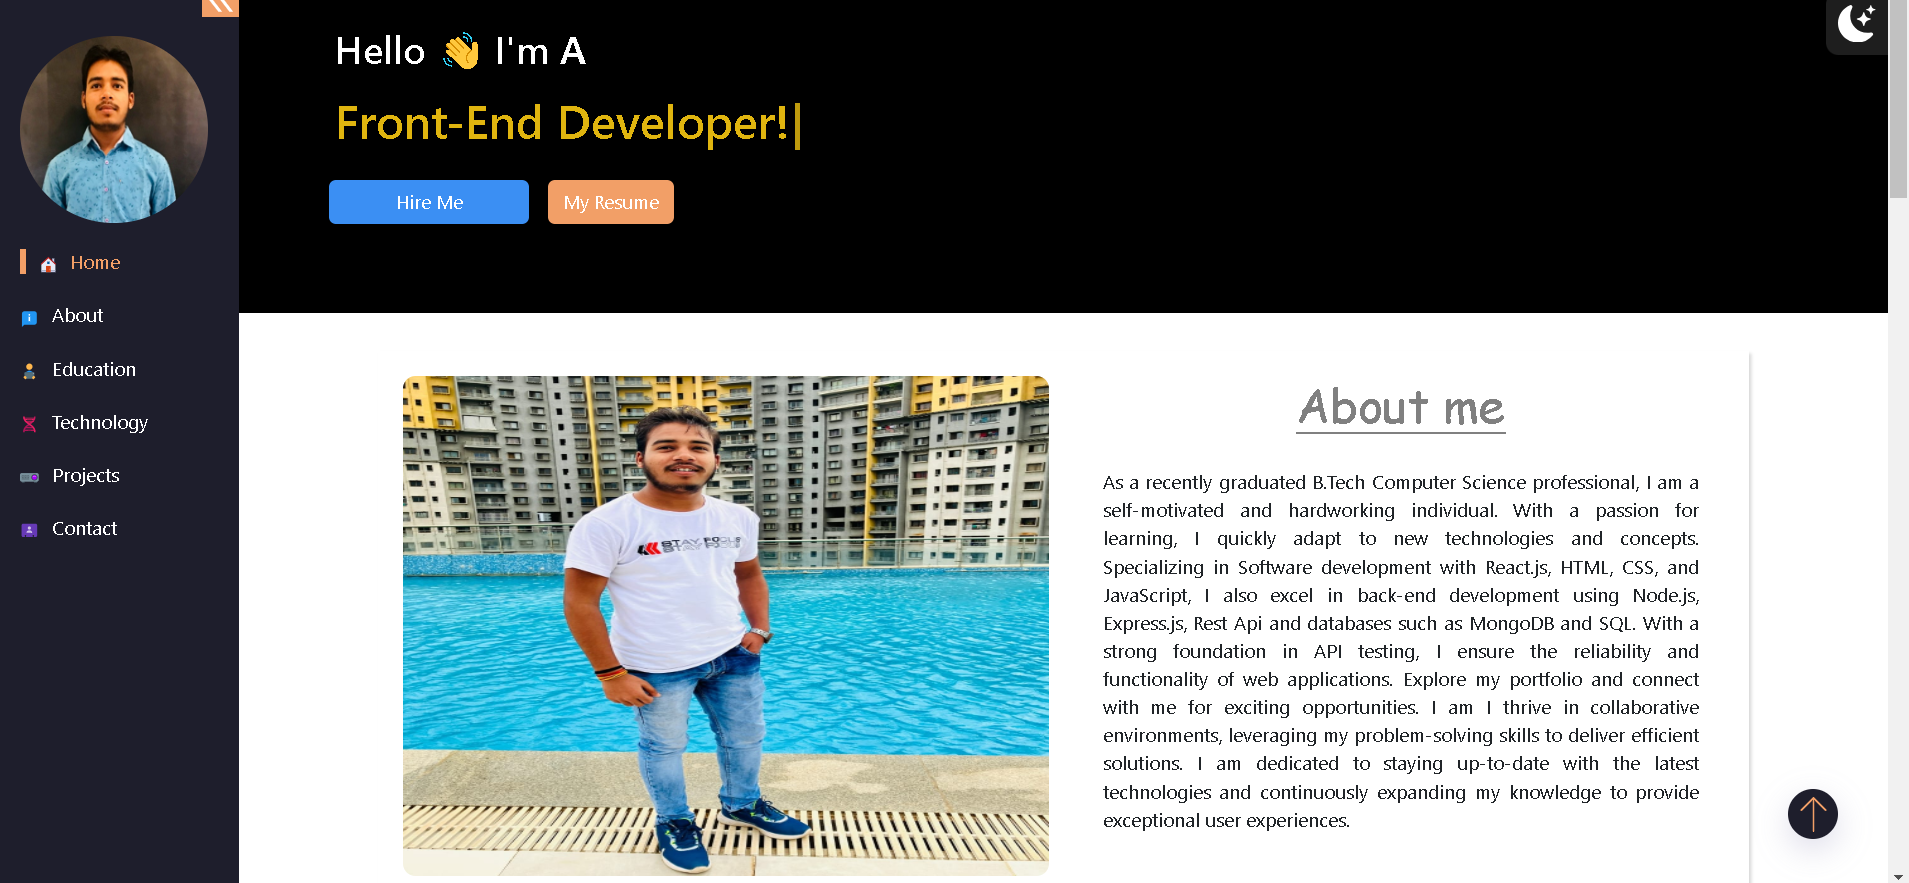 Hello 👋 I'm A
Front-End Developer!|
Hire Me
My Resume
Home
About
Education
Technology
Projects
Contact
STAY FOCUS
STAY FOCUS
About me
As a recently graduated B.Tech Computer Science professional, I am a
self-motivated and hardworking individual. With a passion for
learning, I quickly adapt to new technologies and concepts.
Specializing in Software development with React.js, HTML, CSS, and
JavaScript, I also excel in back-end development using Node.js,
Express.js, Rest Api and databases such as MongoDB and SQL. With a
strong foundation in API testing, I ensure the reliability and
functionality of web applications. Explore my portfolio and connect
with me for exciting opportunities. I am I thrive in collaborative
environments, leveraging my problem-solving skills to deliver efficient
solutions. I am dedicated to staying up-to-date with the latest
technologies and continuously expanding my knowledge to provide
exceptional user experiences.